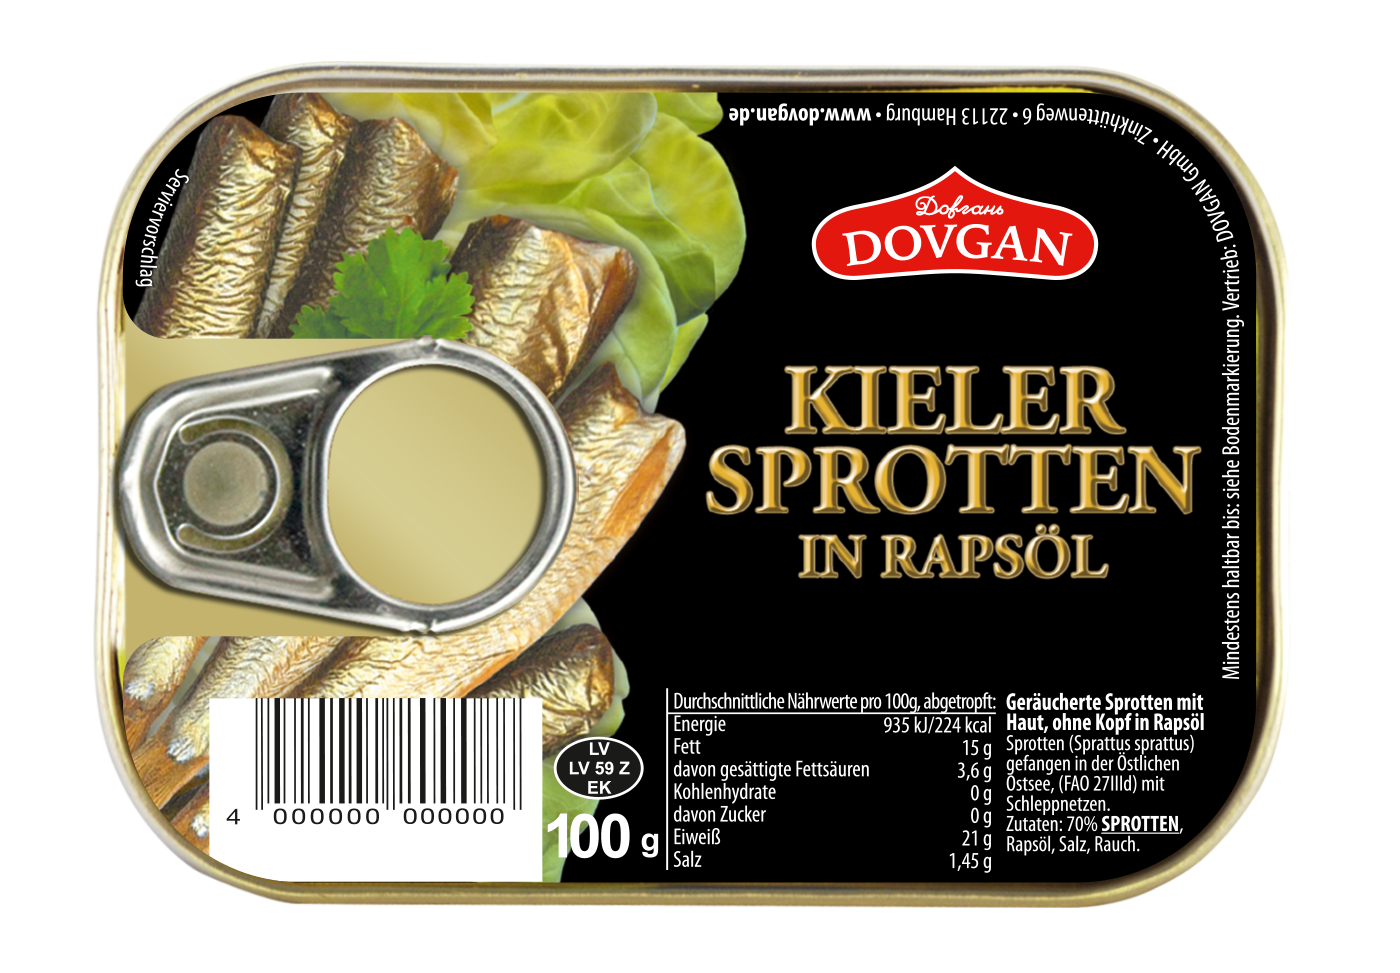 Serviervorschlag
Mindestens haltbar bis: siehe Bodenmarkierung. Vertrieb: DOVGAN GmbH • Zinkhüttenweg 6 • 22113 Hamburg • www.dovgan.de
Довгань
DOVGAN
KIELER
SPROTTEN
IN RAPSÖL
4 000000 000000
LV
LV 59 Z
EK
100 g
Durchschnittliche Nährwerte pro 100g, abgetropft:
Energie 935 kJ/224 kcal
Fett 15 g
davon gesättigte Fettsäuren 3,6 g
Kohlenhydrate 0 g
davon Zucker 0 g
Eiweiß 21 g
Salz 1,45 g
Geräucherte Sprotten mit
Haut, ohne Kopf in Rapsöl
Sprotten (Sprattus sprattus)
gefangen in der Östlichen
Ostsee, (FAO 27IIId) mit
Schleppnetzen.
Zutaten: 70% SPROTTEN,
Rapsöl, Salz, Rauch.